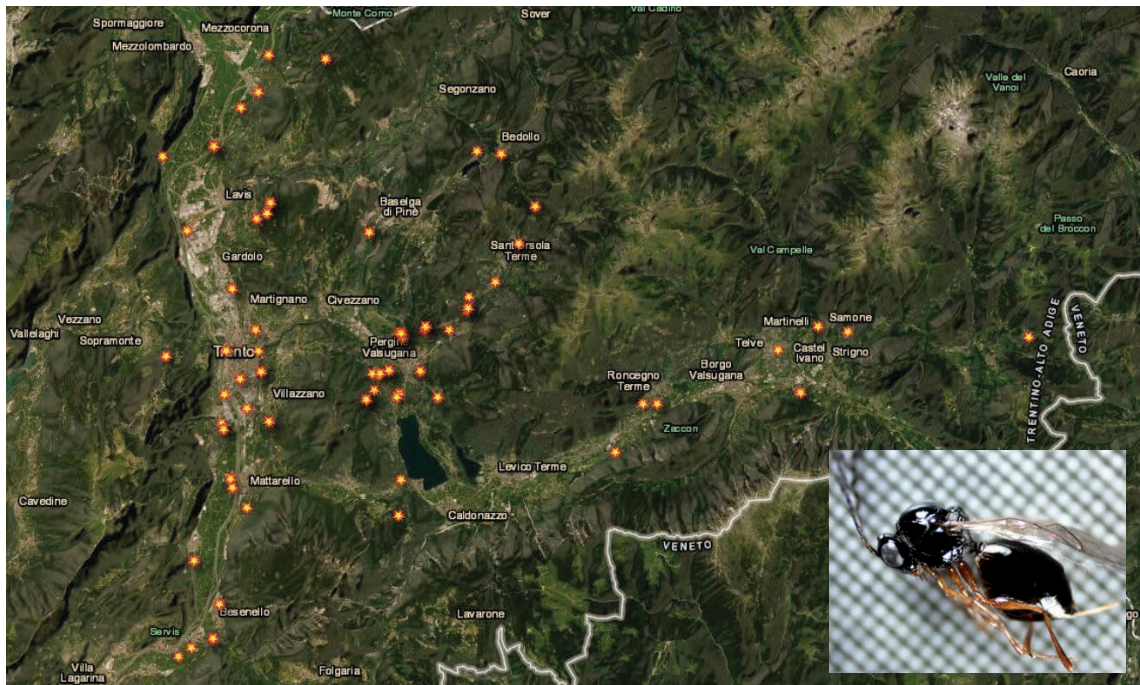 Monte Corno
Val Cadino
Sover
Spormaggiore
Mezzocorona
Mezzolombardo
Caoria
Valle del
Vanoi
Segonzano
Bedollo
Lavis
Baselga
di Pinè
Passo
del Broccon
Sant'Orsola
Terme
Val Campelle
Gardolo
Martignano
Civezzano
Vezzano
Vallelaghi
Sopramonte
Trento
Pergine
Valsugana
Martinelli
Samone
Telve
Castel
Ivano
Strigno
Borgo
Valsugana
Roncegno
Terme
Villazzano
Zaccon
TRENTINO-ALTO ADIGE
VENETO
Levico Terme
Mattarello
Cavedine
Caldonazzo
VENETO
Besenello
Lavarone
Servis
Villa
Lagarina
Folgaria
go